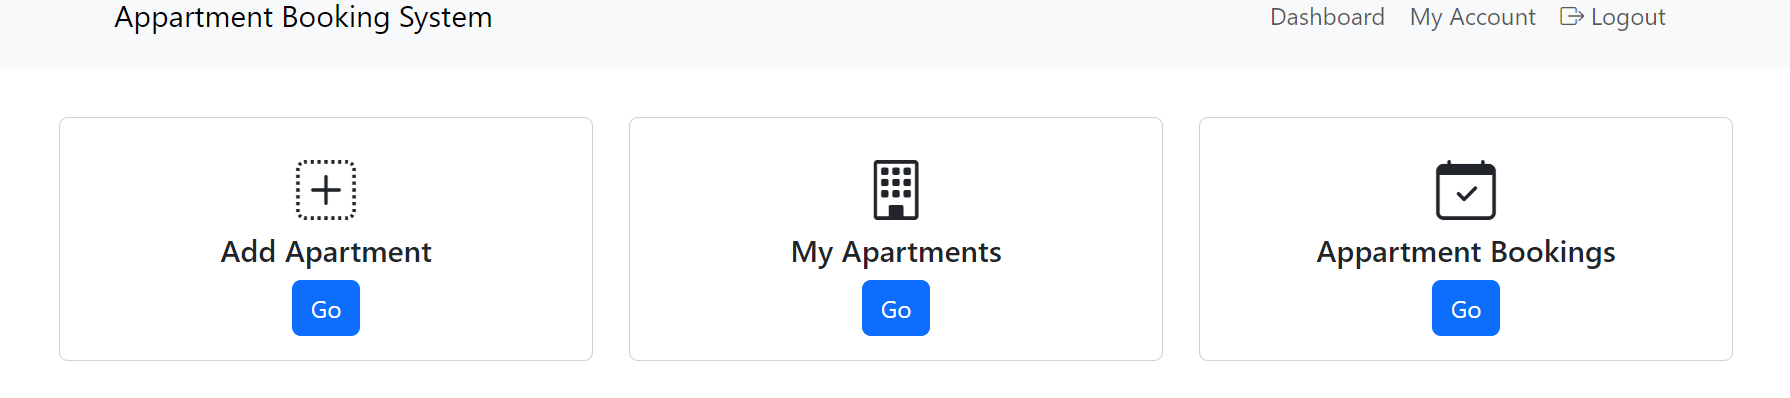 Appartment Booking System
Dashboard My Account Logout
Add Apartment
Go
My Apartments
Go
Appartment Bookings
Go